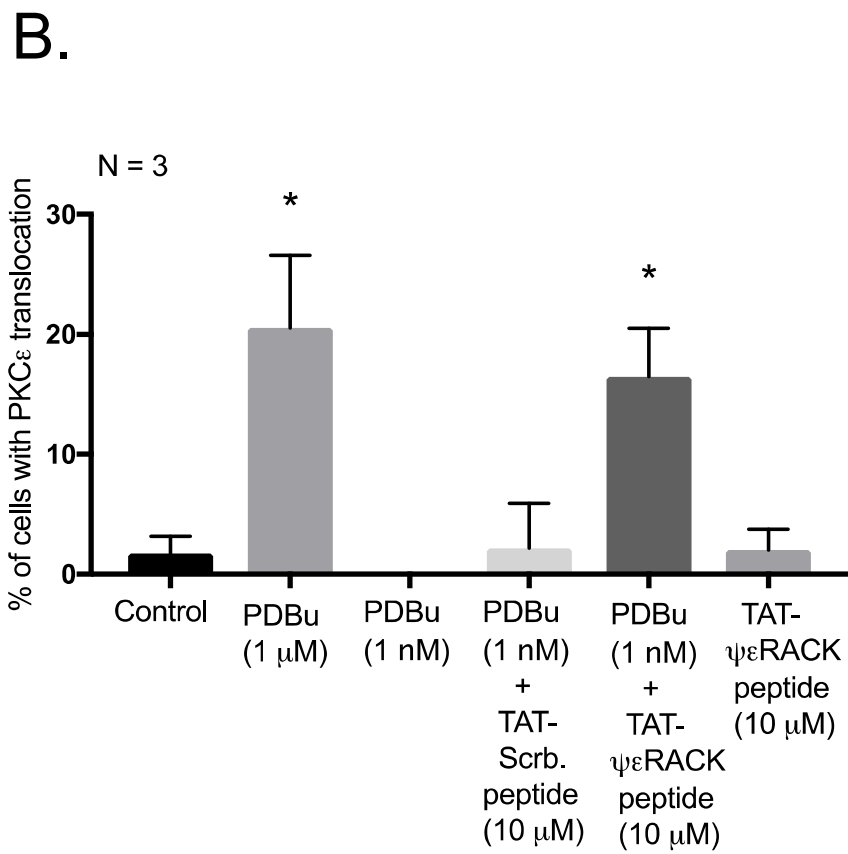 B.
N = 3
*
*
% of cells with PKCε translocation
30
20
10
0
Control
PDBu
(1 μM)
PDBu
(1 nM)
PDBu
(1 nM)
+
TAT-
Scrb.
peptide
(10 μM)
PDBu
(1 nM)
+
TAT-
ψεRACK
peptide
(10 μM)
TAT-
ψεRACK
peptide
(10 μM)